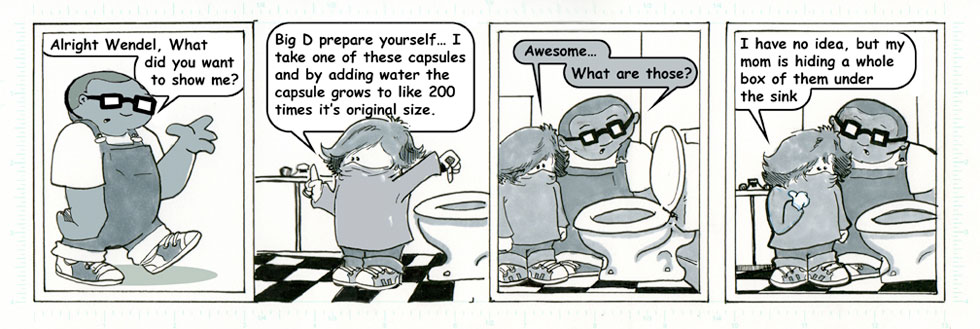 Alright Wendel, What
did you want
to show me?
Big D prepare yourself... I
take one of these capsules
and by adding water the
capsule grows to like 200
times it's original size.
Awesome...
What are those?
I have no idea, but my
mom is hiding a whole
box of them under
the sink